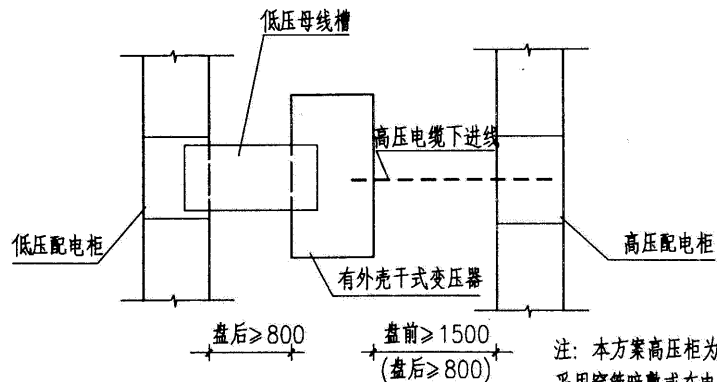 低压母线槽
高压电缆下进线
低压配电柜
高压配电柜
有外壳干式变压器
盘后≥800
盘前≥1500
(盘后≥800)
注: 本方案高压柜为